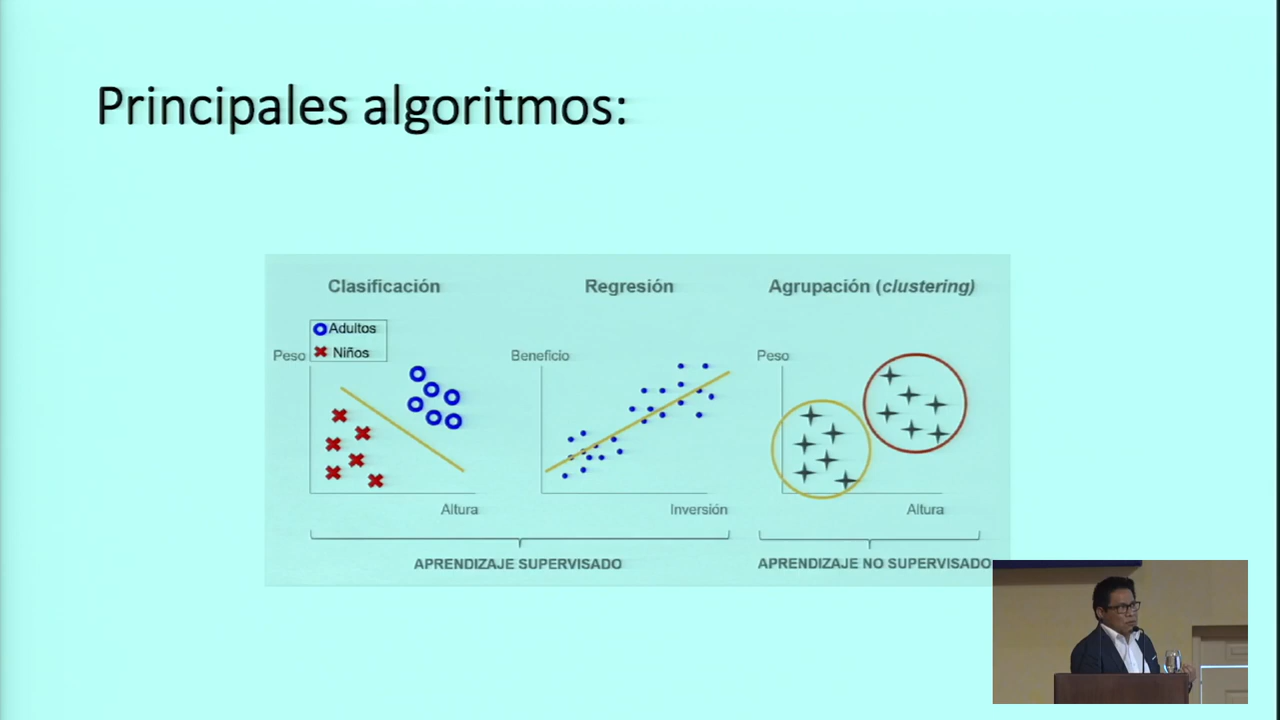 Principales algoritmos:
Clasificación
Regresión
Agrupación (clustering)
Adultos
Niños
Peso
Beneficio
Peso
Altura
Inversión
Altura
APRENDIZAJE SUPERVISADO
APRENDIZAJE NO SUPERVISADO